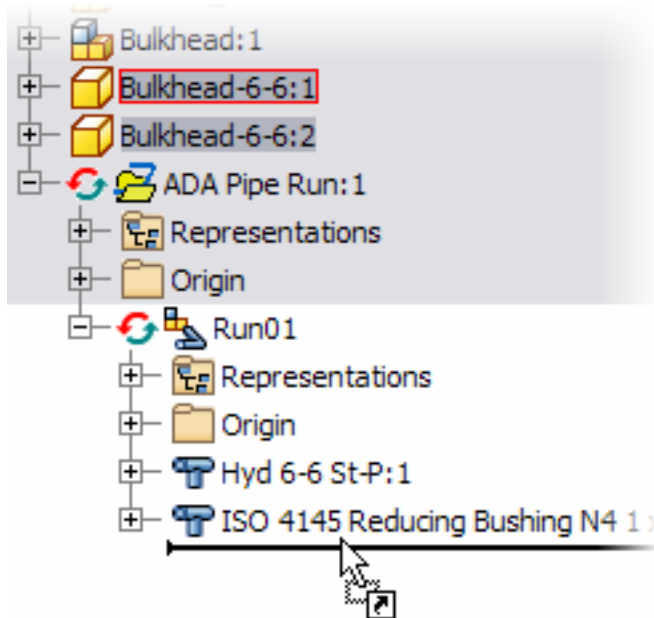 Bulkhead:1
Bulkhead-6-6:1
Bulkhead-6-6:2
ADA Pipe Run:1
Representations
Origin
Run01
Representations
Origin
Hyd 6-6 St-P:1
ISO 4145 Reducing Bushing N4 1 x